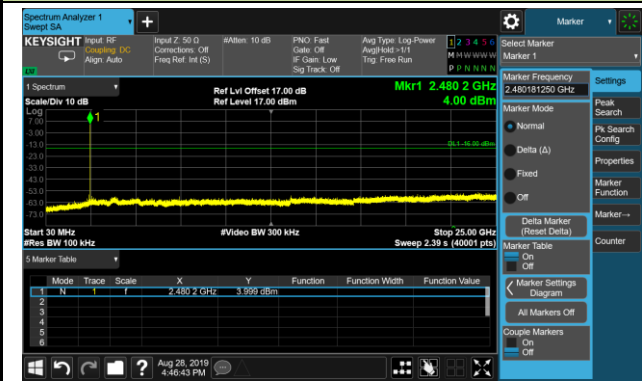 Spectrum Analyzer 1
Swept SA
Marker
KEYSIGHT
Input: RF
Coupling: DC
Align: Auto
Input Z: 50 Ω
Corrections: Off
Freq Ref: Int (S)
#Atten: 10 dB
PNO: Fast
Gate: Off
IF Gain: Low
Sig Track: Off
Avg Type: Log-Power
Avg|Hold:>1/1
Trig: Free Run
1 2 3 4 5 6
M M W W W W
P P N N N N
LV
Select Marker
Marker 1
1 Spectrum
Scale/Div 10 dB
Ref Lvl Offset 17.00 dB
Ref Level 17.00 dBm
Mkr1 2.480 2 GHz
4.00 dBm
Log
7.00
-3.00
-13.0
-23.0
-33.0
-43.0
-53.0
-63.0
-73.0
1
DL1 -16.00 dBm
Start 30 MHz
#Res BW 100 kHz
#Video BW 300 kHz
Stop 25.00 GHz
Sweep 2.39 s (40001 pts)
5 Marker Table
Mode Trace Scale X Y Function Function Width Function Value
1 N 1 f 2.480 2 GHz 3.999 dBm
2
3
4
5
6
Aug 28, 2019
4:46:43 PM
Marker Frequency
2.480181250 GHz
Marker Mode
Normal
Delta (Δ)
Fixed
Off
Delta Marker
(Reset Delta)
Marker Table
On
Off
Marker Settings
Diagram
All Markers Off
Couple Markers
On
Off
Settings
Peak
Search
Pk Search
Config
Properties
Marker
Function
Marker→
Counter